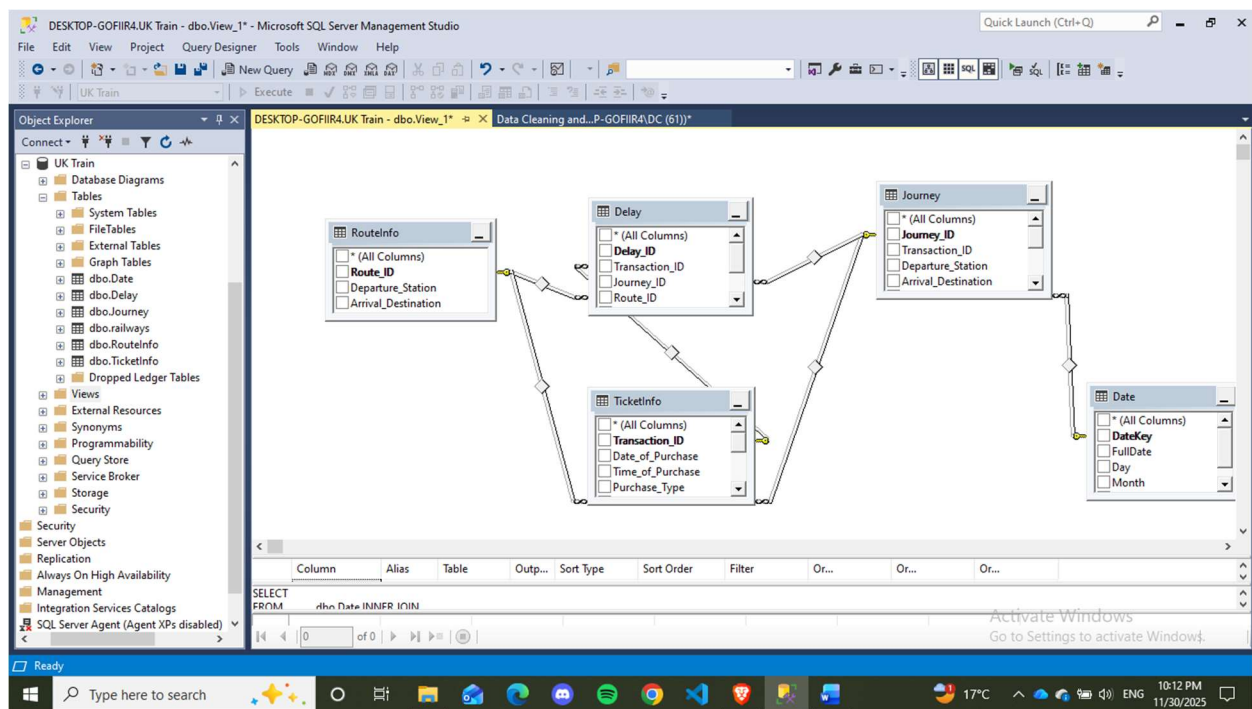 DESKTOP-GOFIIR4.UK Train - dbo.View_1* - Microsoft SQL Server Management Studio
Quick Launch (Ctrl+Q)
File Edit View Project Query Designer Tools Window Help
New Query
UK Train
Execute
Object Explorer
DESKTOP-GOFIIR4.UK Train - dbo.View_1*
Data Cleaning and...P-GOFIIR4\DC (61))*
Connect
UK Train
Database Diagrams
Tables
System Tables
FileTables
External Tables
Graph Tables
dbo.Date
dbo.Delay
dbo.Journey
dbo.railways
dbo.RouteInfo
dbo.TicketInfo
Dropped Ledger Tables
Views
External Resources
Synonyms
Programmability
Query Store
Service Broker
Storage
Security
Security
Server Objects
Replication
Always On High Availability
Management
Integration Services Catalogs
SQL Server Agent (Agent XPs disabled)
RouteInfo
* (All Columns)
Route_ID
Departure_Station
Arrival_Destination
Delay
* (All Columns)
Delay_ID
Transaction_ID
Journey_ID
Route_ID
TicketInfo
* (All Columns)
Transaction_ID
Date_of_Purchase
Time_of_Purchase
Purchase_Type
Journey
* (All Columns)
Journey_ID
Transaction_ID
Departure_Station
Arrival_Destination
Date
* (All Columns)
DateKey
FullDate
Day
Month
Column Alias Table Outp... Sort Type Sort Order Filter Or... Or... Or...
SELECT
FROM dbo.Date INNER JOIN
0 of 0
Activate Windows
Go to Settings to activate Windows.
Ready
Type here to search
17°C
ENG
10:12 PM
11/30/2025